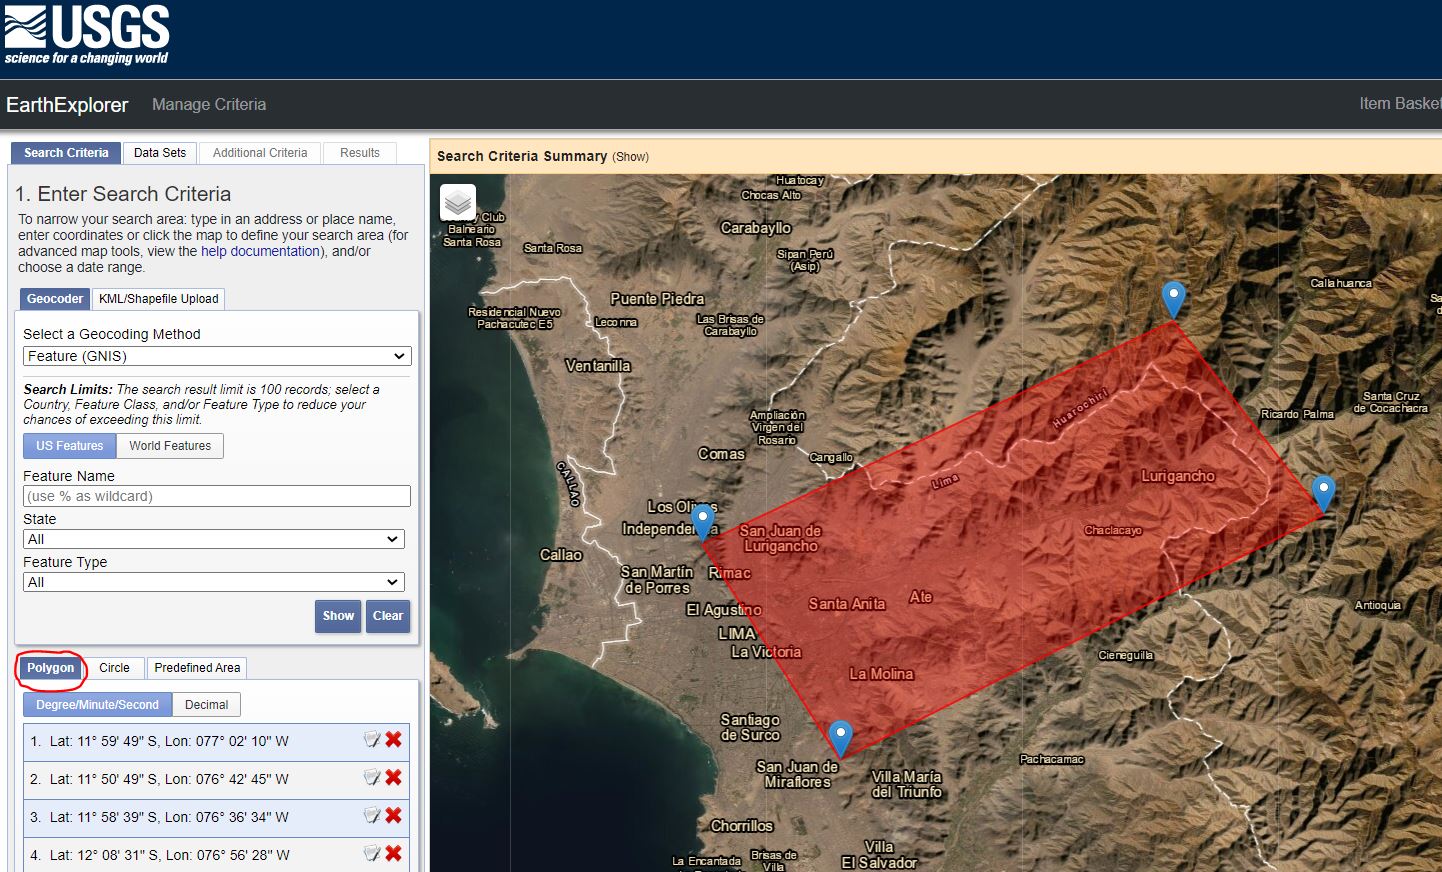 USGS
science for a changing world
EarthExplorer
Manage Criteria
Item Basket
Search Criteria
Data Sets
Additional Criteria
Results
1. Enter Search Criteria
To narrow your search area: type in an address or place name,
enter coordinates or click the map to define your search area (for
advanced map tools, view the help documentation), and/or
choose a date range.
Geocoder
KML/Shapefile Upload
Select a Geocoding Method
Feature (GNIS)
Search Limits: The search result limit is 100 records; select a
Country, Feature Class, and/or Feature Type to reduce your
chances of exceeding this limit.
US Features
World Features
Feature Name
(use % as wildcard)
State
All
Feature Type
All
Show
Clear
Polygon
Circle
Predefined Area
Degree/Minute/Second
Decimal
1. Lat: 11° 59' 49" S, Lon: 077° 02' 10" W
2. Lat: 11° 50' 49" S, Lon: 076° 42' 45" W
3. Lat: 11° 58' 39" S, Lon: 076° 36' 34" W
4. Lat: 12° 08' 31" S, Lon: 076° 56' 28" W
Search Criteria Summary (Show)
Huatocay
Chocas Alto
Club
Balneario
Santa Rosa
Santa Rosa
Carabayllo
Sipan Perú
(Asip)
Callahuanca
Residencial Nuevo
Pachacutec E5
Puente Piedra
Leconna
Las Brisas de
Carabayllo
Ventanilla
Santa Cruz
de Cocachacra
Ricardo Palma
Huarochirí
Ampliación
Virgen del
Rosario
Comas
Cangallo
CALLAO
Lima
Lurigancho
Los Olivos
Independencia
San Juan de
Lurigancho
Chaclacayo
Callao
San Martín
de Porres
Rimac
El Agustino
Santa Anita
Ate
Antioquia
LIMA
La Victoria
Cieneguilla
La Molina
Santiago
de Surco
San Juan de
Miraflores
Villa María
del Triunfo
Pachacamac
Chorrillos
La Encantada
Brisas de
Villa
Villa
El Salvador